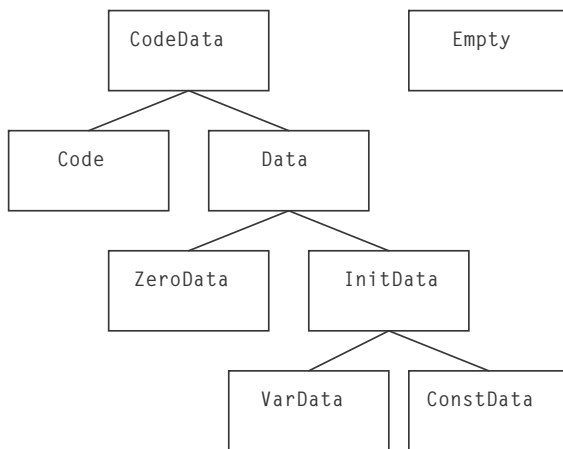 CodeData
Empty
Code
Data
ZeroData
InitData
VarData
ConstData